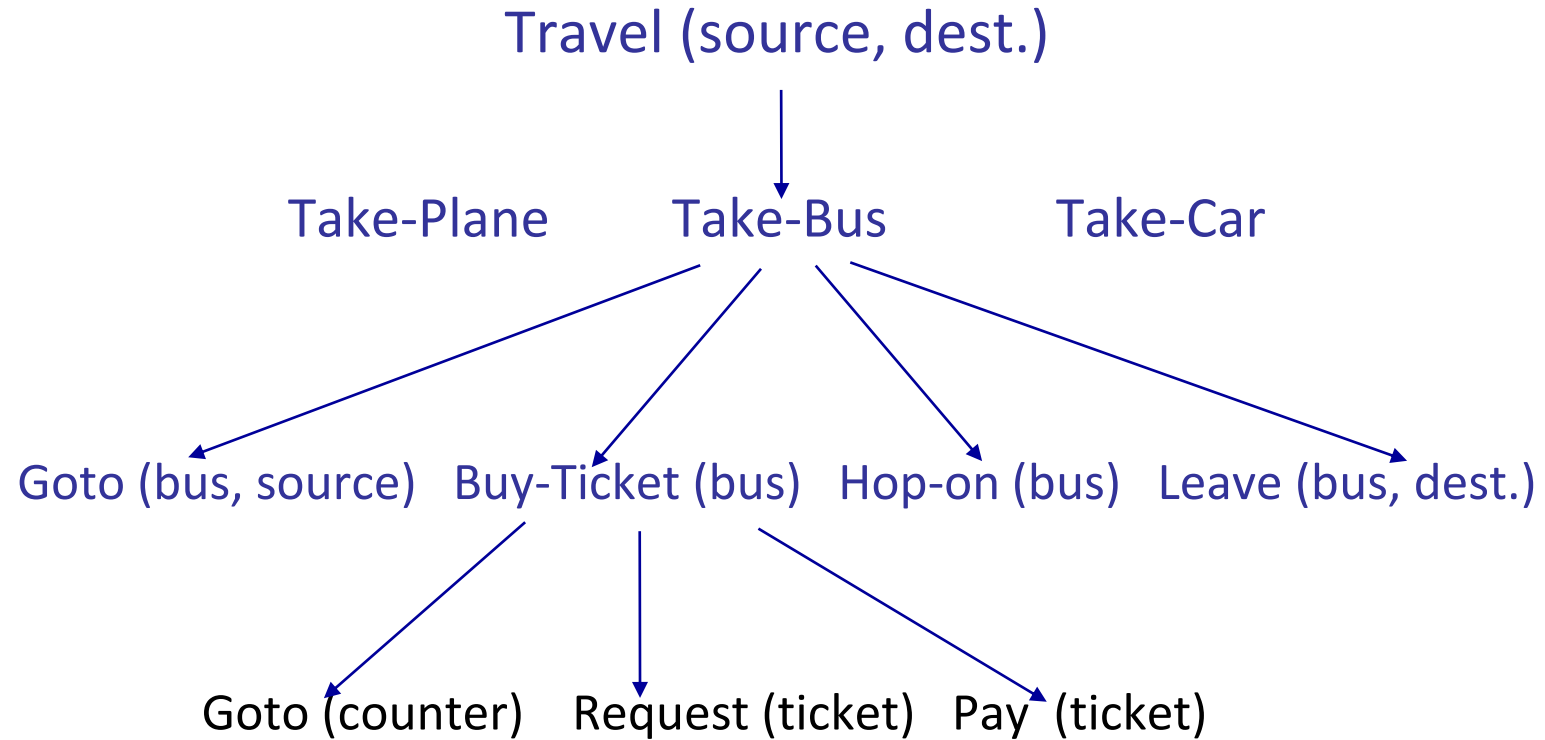 Travel (source, dest.)
Take-Plane Take-Bus Take-Car
Goto (bus, source) Buy-Ticket (bus) Hop-on (bus) Leave (bus, dest.)
Goto (counter) Request (ticket) Pay (ticket)